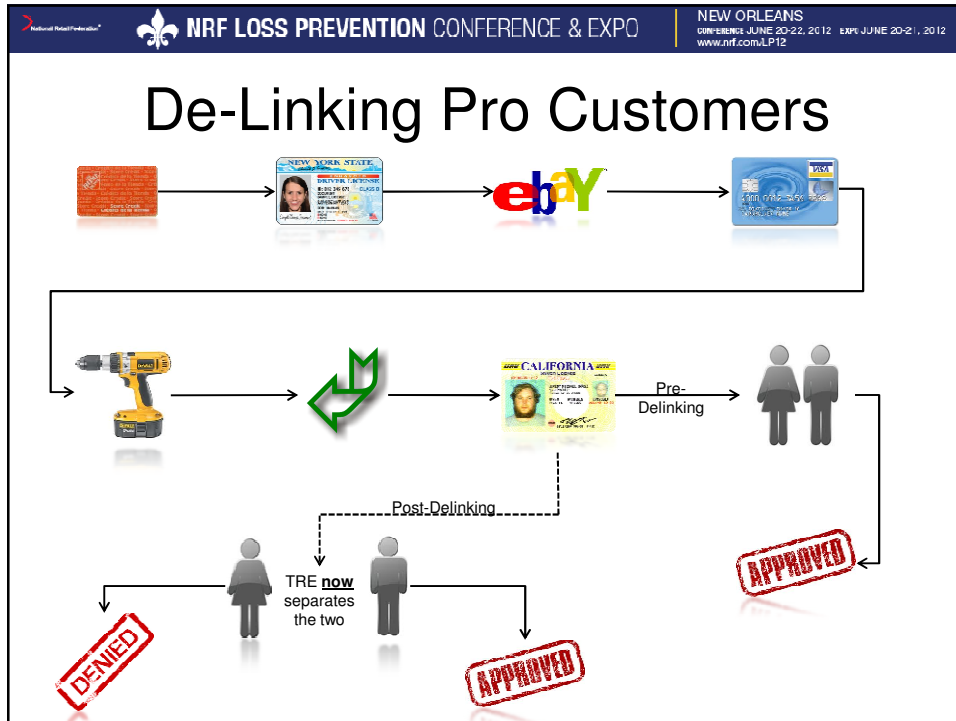 National Retail Federation
NRF LOSS PREVENTION CONFERENCE & EXPO
NEW ORLEANS
CONFERENCE JUNE 20-22, 2012 EXPO JUNE 20-21, 2012
www.nrf.com/LP12
De-Linking Pro Customers
NEW YORK STATE
DRIVER LICENSE
CLASS D
ebaY
VISA
CALIFORNIA
Pre-
Delinking
Post-Delinking
TRE now
separates
the two
DENIED
APPROVED
APPROVED